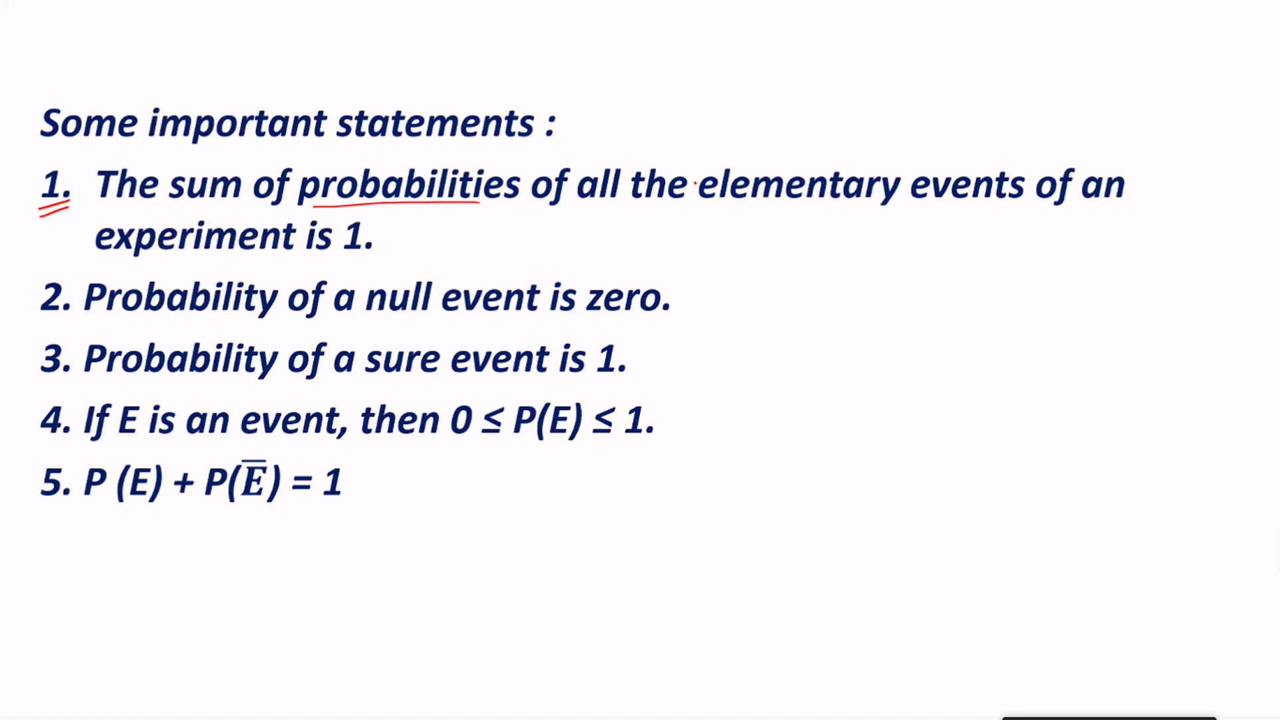 Some important statements :
1. The sum of probabilities of all the elementary events of an
experiment is 1.
2. Probability of a null event is zero.
3. Probability of a sure event is 1.
4. If E is an event, then 0 ≤ P(E) ≤ 1.
5. P (E) + P(E̅) = 1